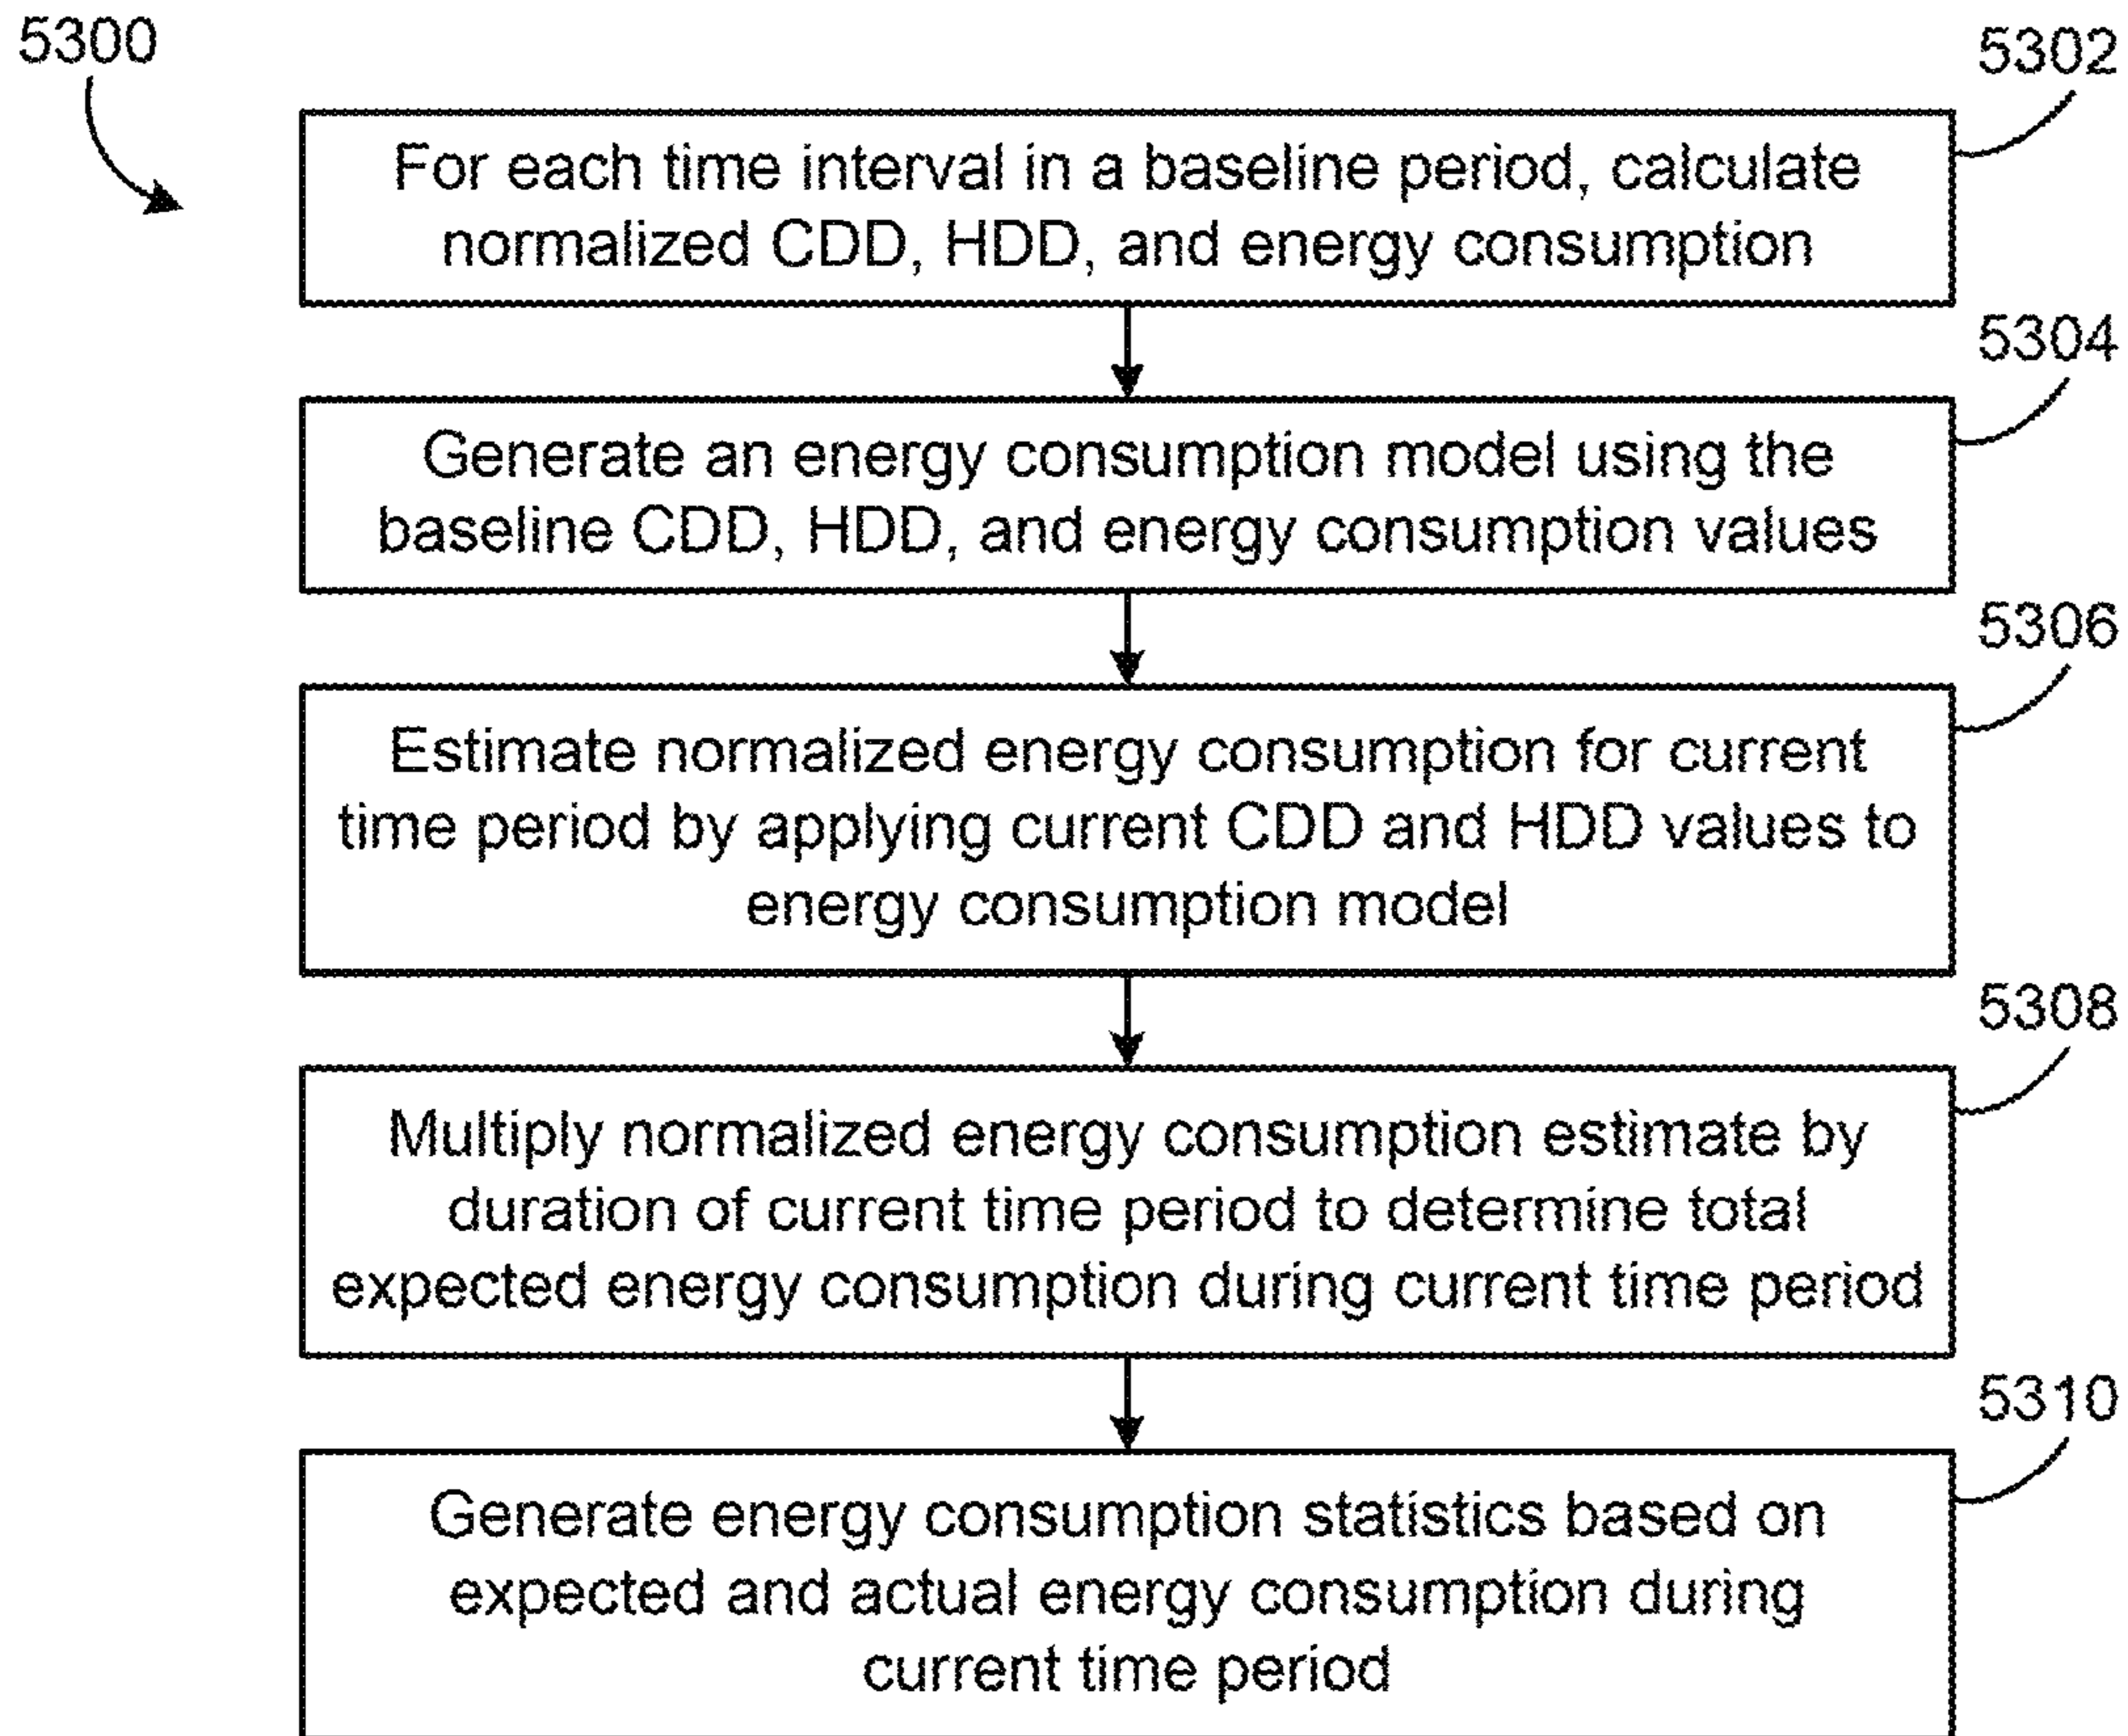 5300
5302
For each time interval in a baseline period, calculate
normalized CDD, HDD, and energy consumption
5304
Generate an energy consumption model using the
baseline CDD, HDD, and energy consumption values
5306
Estimate normalized energy consumption for current
time period by applying current CDD and HDD values to
energy consumption model
5308
Multiply normalized energy consumption estimate by
duration of current time period to determine total
expected energy consumption during current time period
5310
Generate energy consumption statistics based on
expected and actual energy consumption during
current time period